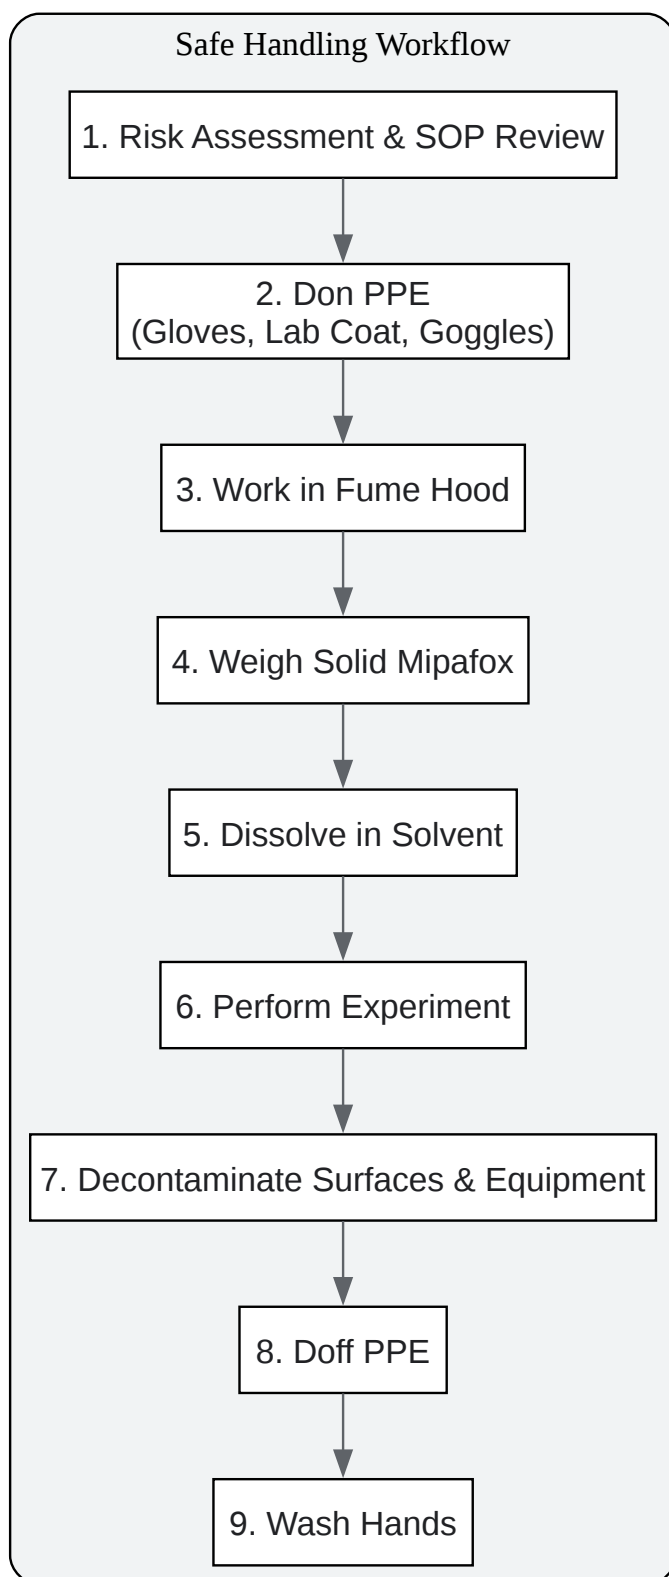 Safe Handling Workflow
1. Risk Assessment & SOP Review
2. Don PPE
(Gloves, Lab Coat, Goggles)
3. Work in Fume Hood
4. Weigh Solid Mipafox
5. Dissolve in Solvent
6. Perform Experiment
7. Decontaminate Surfaces & Equipment
8. Doff PPE
9. Wash Hands